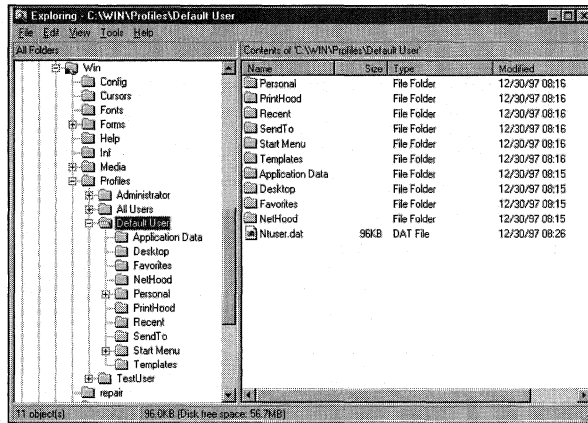 Exploring - C:\WIN\Profiles\Default User
File Edit View Tools Help
All Folders
Contents of 'C:\WIN\Profiles\Default User'
Win
Config
Cursors
Fonts
Forms
Help
Inf
Media
Profiles
Administrator
All Users
Default User
Application Data
Desktop
Favorites
NetHood
Personal
PrintHood
Recent
SendTo
Start Menu
Templates
TestUser
repair
Name Size Type Modified
Personal File Folder 12/30/97 08:16
PrintHood File Folder 12/30/97 08:16
Recent File Folder 12/30/97 08:16
SendTo File Folder 12/30/97 08:16
Start Menu File Folder 12/30/97 08:16
Templates File Folder 12/30/97 08:16
Application Data File Folder 12/30/97 08:15
Desktop File Folder 12/30/97 08:15
Favorites File Folder 12/30/97 08:15
NetHood File Folder 12/30/97 08:15
Ntuser.dat 96KB DAT File 12/30/97 08:26
11 object(s) 96.0KB (Disk free space: 56.7MB)